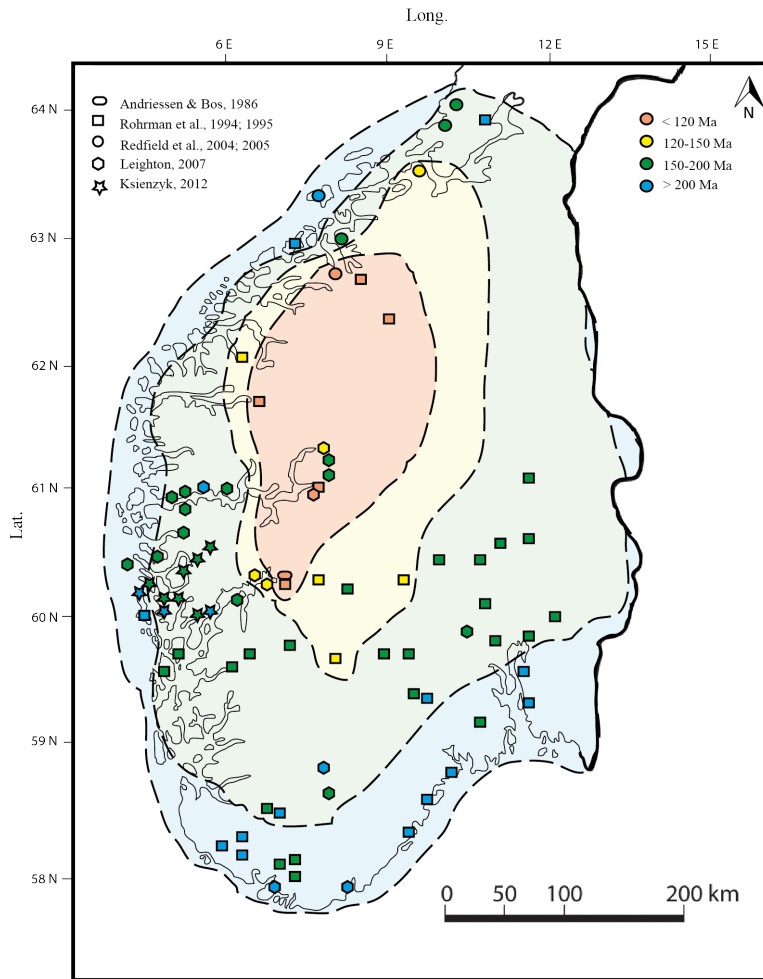 Long.
6 E
9 E
12 E
15 E
64 N
63 N
62 N
61 N
60 N
59 N
58 N
Lat.
Andriessen & Bos, 1986
Rohrman et al., 1994; 1995
Redfield et al., 2004; 2005
Leighton, 2007
Ksienzyk, 2012
N
< 120 Ma
120-150 Ma
150-200 Ma
> 200 Ma
0 50 100 200 km